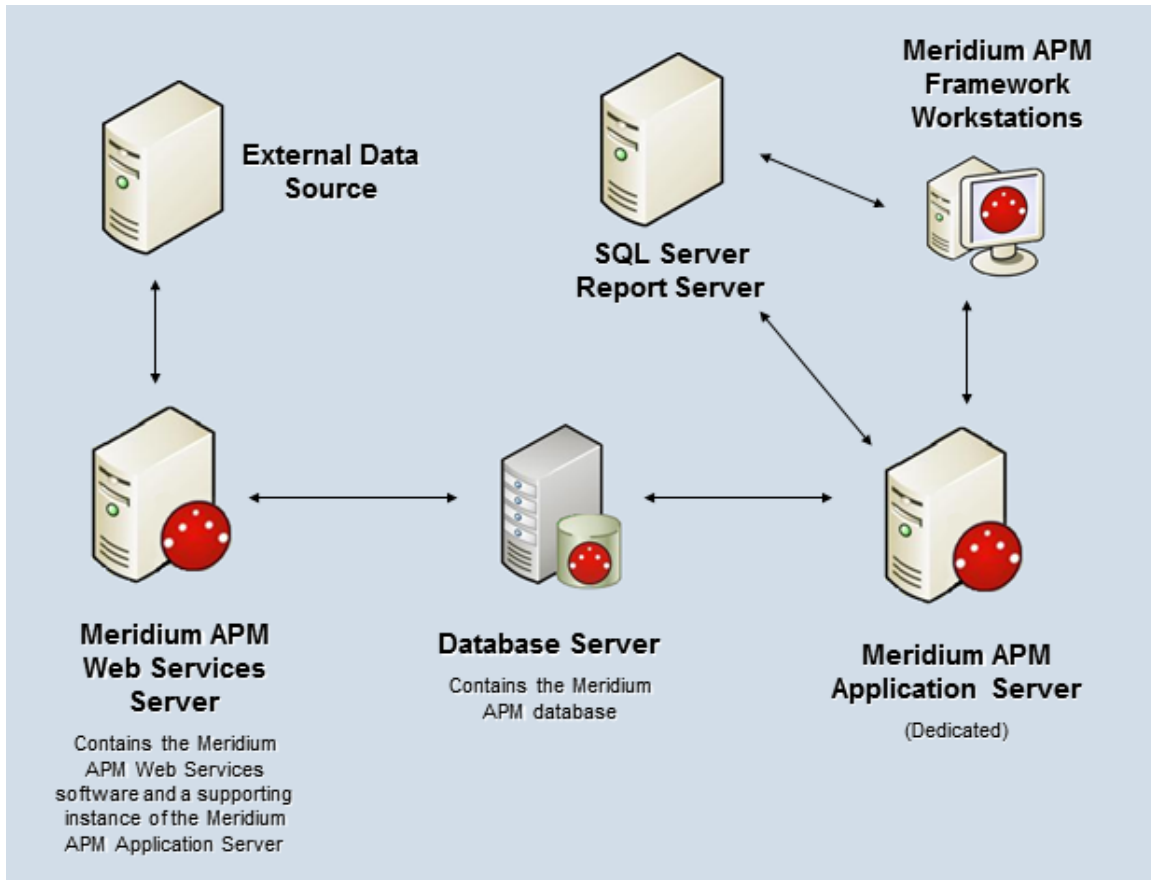 External Data
Source
SQL Server
Report Server
Meridium APM
Framework
Workstations
Meridium APM
Web Services
Server
Contains the Meridium
APM Web Services
software and a supporting
instance of the Meridium
APM Application Server
Database Server
Contains the Meridium
APM database
Meridium APM
Application Server
(Dedicated)